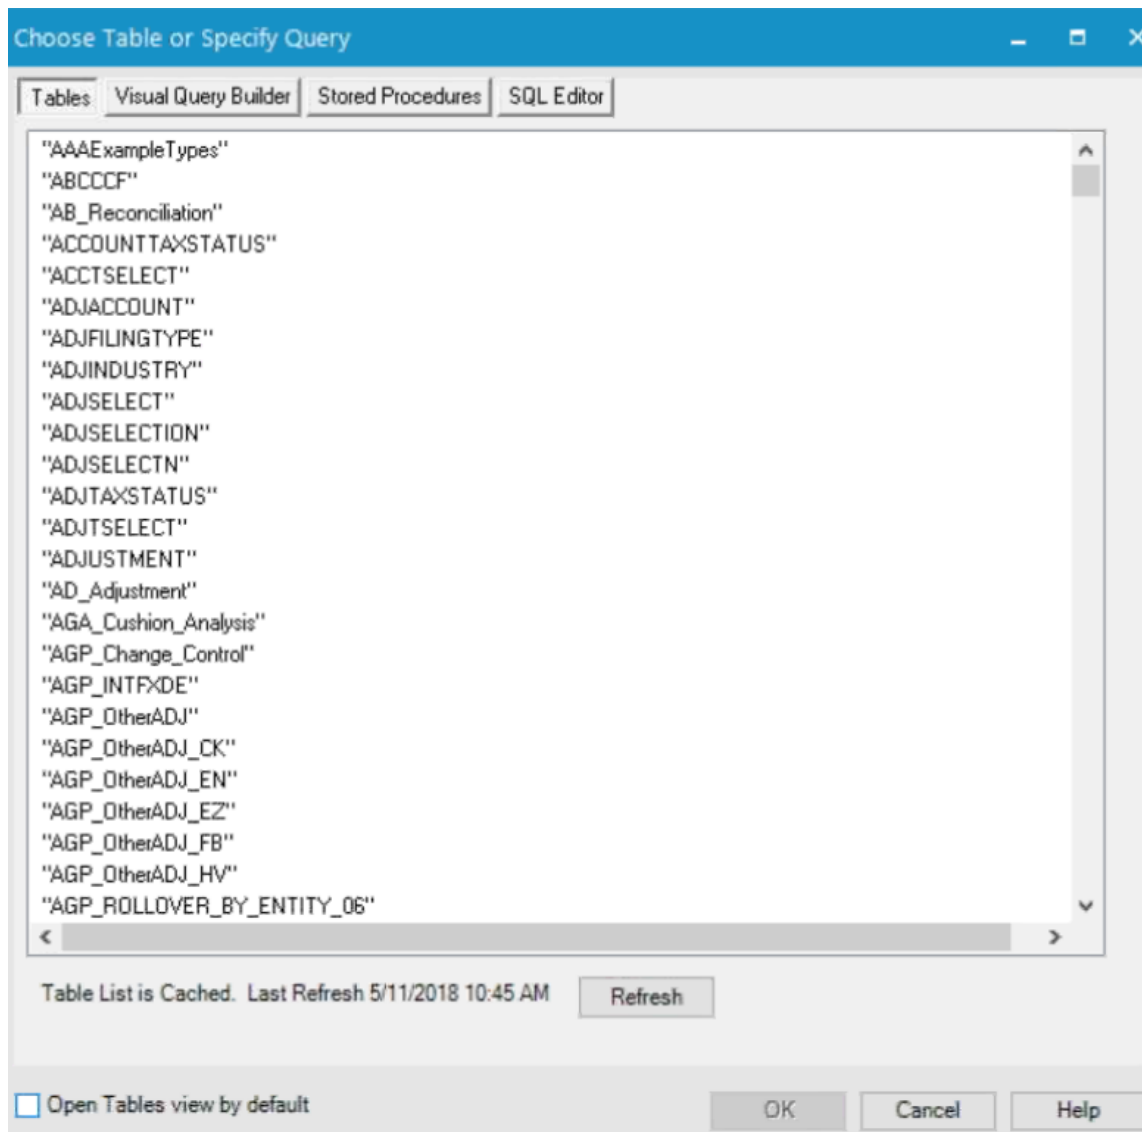 Choose Table or Specify Query
Tables Visual Query Builder Stored Procedures SQL Editor
"AAAExampleTypes"
"ABCCCF"
"AB_Reconciliation"
"ACCOUNTTAXSTATUS"
"ACCTSELECT"
"ADJACCOUNT"
"ADJFILINGTYPE"
"ADJINDUSTRY"
"ADJSELECT"
"ADJSELECTION"
"ADJSELECTN"
"ADJTAXSTATUS"
"ADJTSELECT"
"ADJUSTMENT"
"AD_Adjustment"
"AGA_Cushion_Analysis"
"AGP_Change_Control"
"AGP_INTFXDE"
"AGP_OtherADJ"
"AGP_OtherADJ_CK"
"AGP_OtherADJ_EN"
"AGP_OtherADJ_EZ"
"AGP_OtherADJ_FB"
"AGP_OtherADJ_HV"
"AGP_ROLLOVER_BY_ENTITY_06"
Table List is Cached. Last Refresh 5/11/2018 10:45 AM Refresh
Open Tables view by default OK Cancel Help